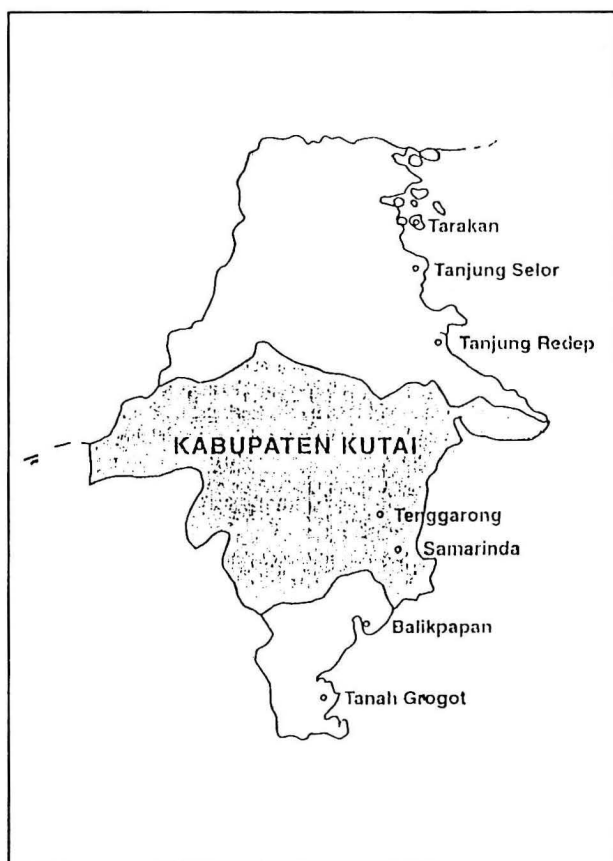 Tarakan
Tanjung Selor
Tanjung Redep
KABUPATEN KUTAI
Tenggarong
Samarinda
Balikpapan
Tanah Grogot